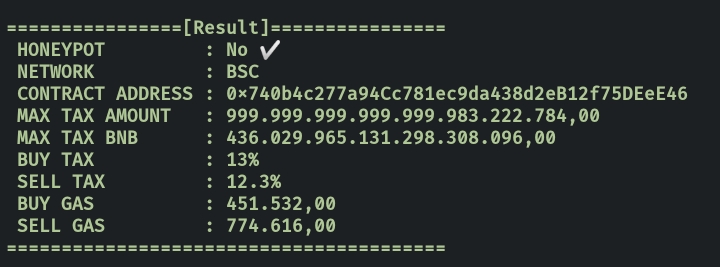 ================[Result]================
HONEYPOT : No ✔
NETWORK : BSC
CONTRACT ADDRESS : 0×740b4c277a94Cc781ec9da438d2eB12f75DEeE46
MAX TAX AMOUNT : 999.999.999.999.999.983.222.784,00
MAX TAX BNB : 436.029.965.131.298.308.096,00
BUY TAX : 13%
SELL TAX : 12.3%
BUY GAS : 451.532,00
SELL GAS : 774.616,00
========================================